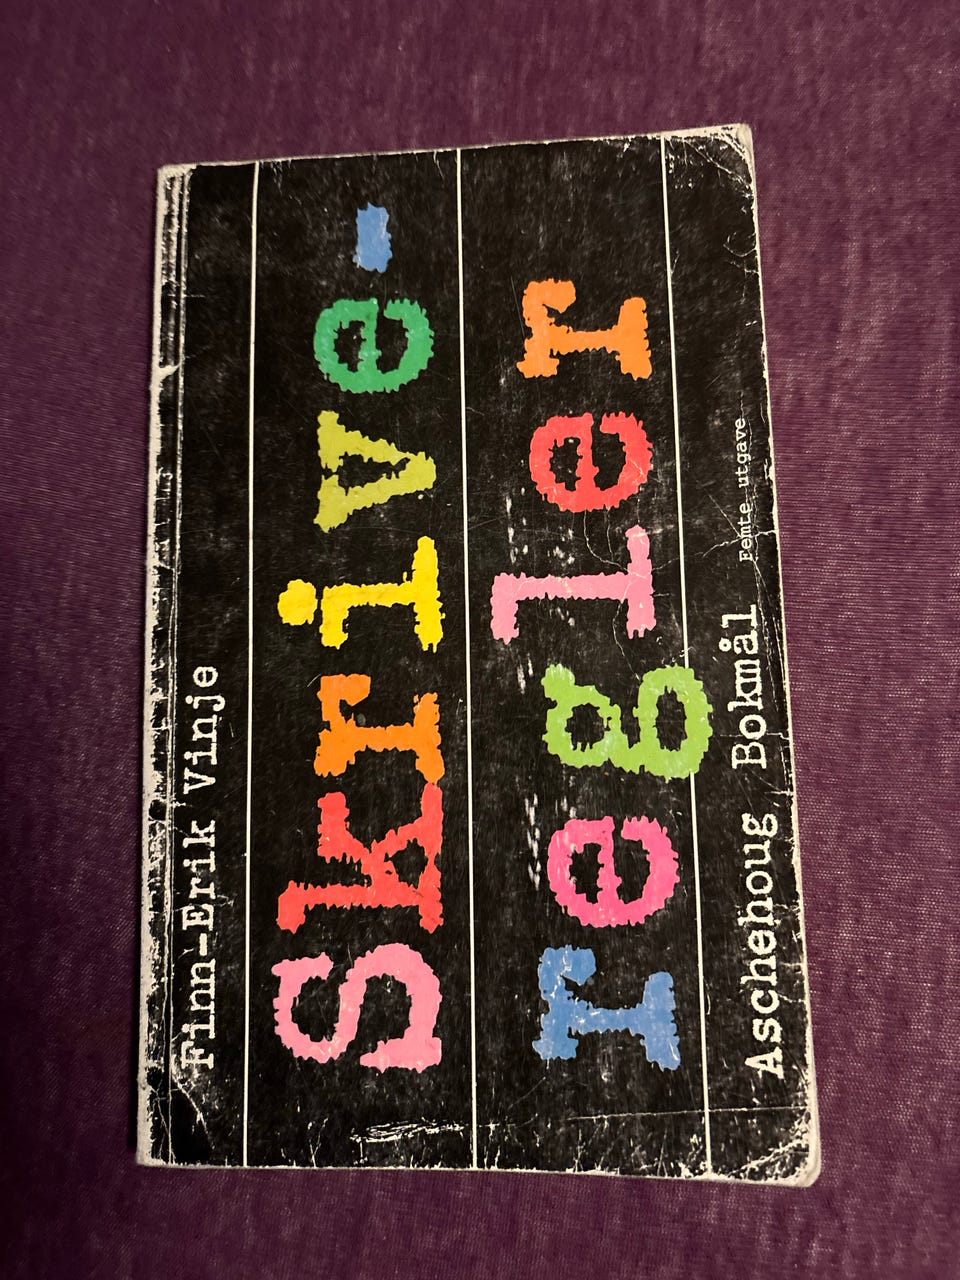 Finn-Erik Vinje
Skrive-
regler
Aschehoug Bokmål Femte utgave